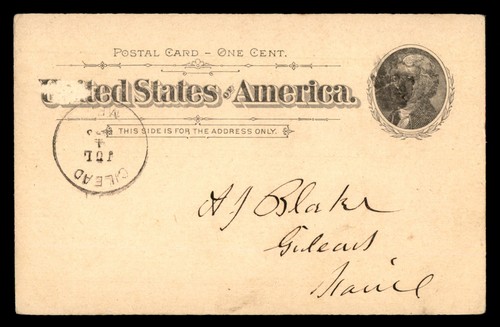 POSTAL CARD – ONE CENT.
United States of America.
THIS SIDE IS FOR THE ADDRESS ONLY.
GILEAD
JUL
A J Blake
Gilead
Maine